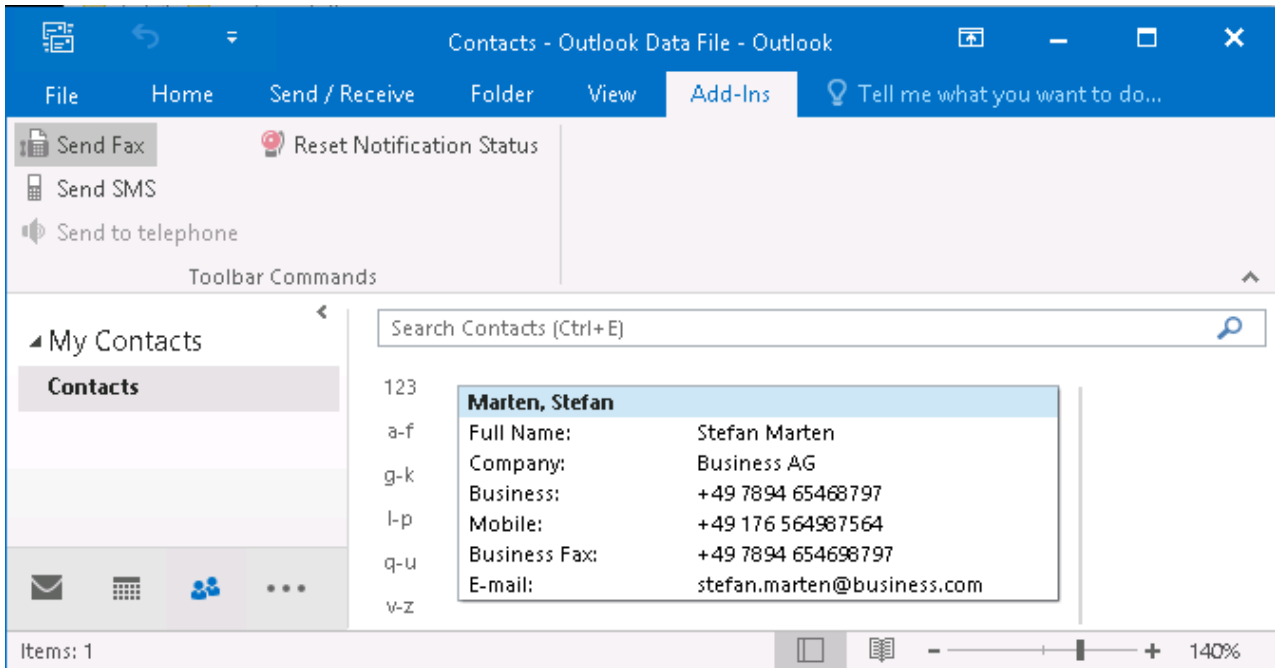 Contacts - Outlook Data File - Outlook
File Home Send / Receive Folder View Add-Ins Tell me what you want to do...
Send Fax Reset Notification Status
Send SMS
Send to telephone
Toolbar Commands
My Contacts
Contacts
Search Contacts (Ctrl+E)
123
a-f
g-k
l-p
q-u
v-z
Marten, Stefan
Full Name: Stefan Marten
Company: Business AG
Business: +49 7894 65468797
Mobile: +49 176 564987564
Business Fax: +49 7894 654698797
E-mail: stefan.marten@business.com
Items: 1 140%